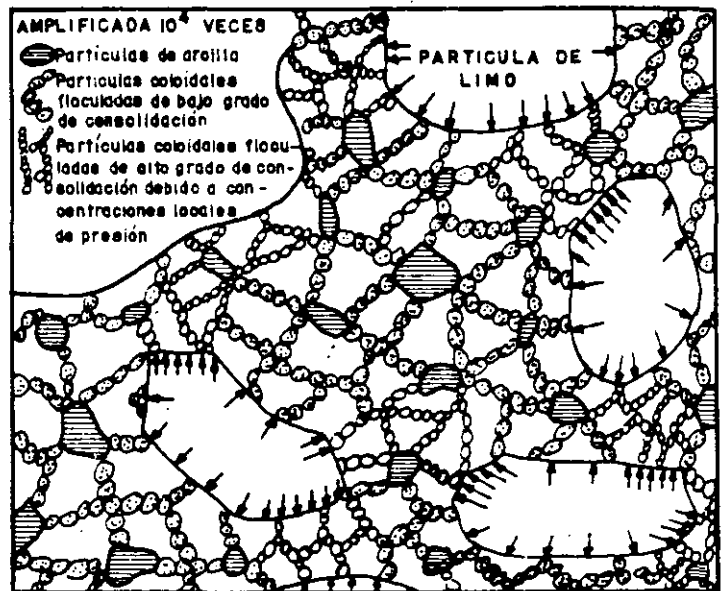 AMPLIFICADA 10⁴ VECES
Partículas de arcilla
Partículas coloidales
floculadas de bajo grado
de consolidación
Partículas coloidales flocu-
ladas de alto grado de con-
solidación debido a con-
centraciones locales
de presión
PARTICULA DE
LIMO